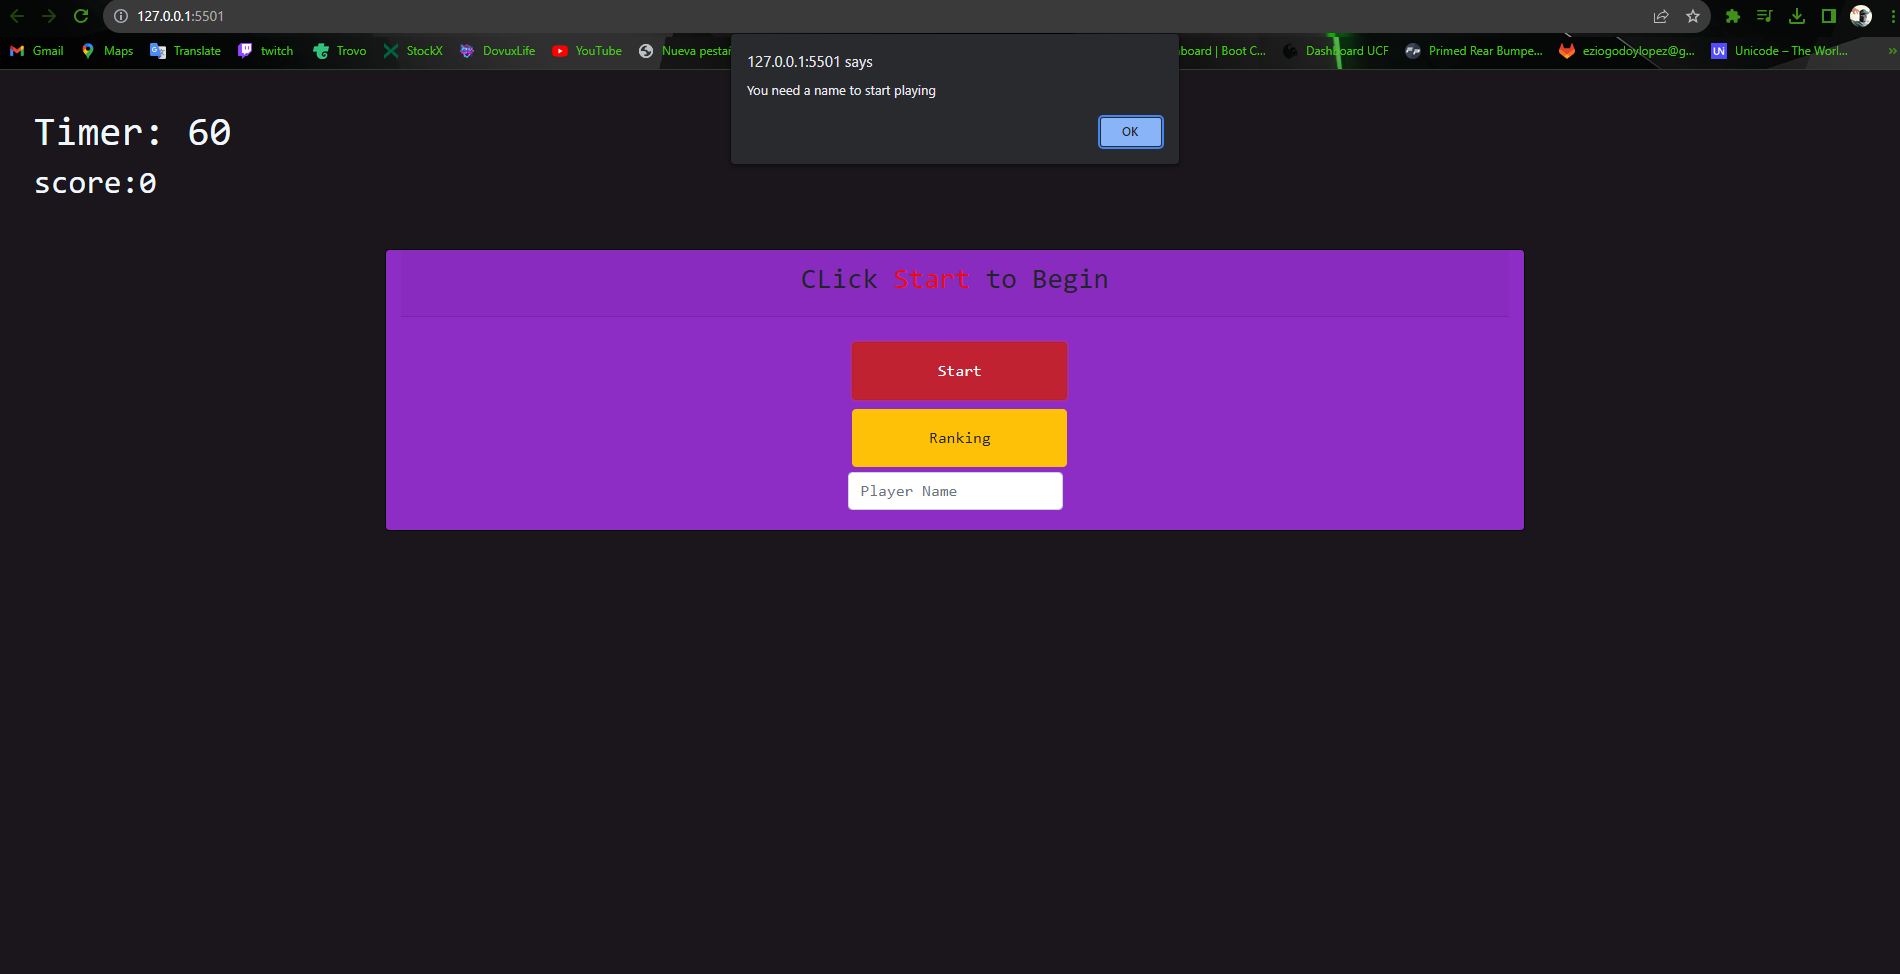 127.0.0.1:5501
Gmail Maps Translate twitch Trovo StockX DovuxLife YouTube Nueva board | Boot C... Dashboard UCF Primed Rear Bumpe... eziogodoylopez@g... UN Unicode – The Worl... »
127.0.0.1:5501 says
You need a name to start playing
OK
Timer: 60
score:0
CLick Start to Begin
Start
Ranking
Player Name